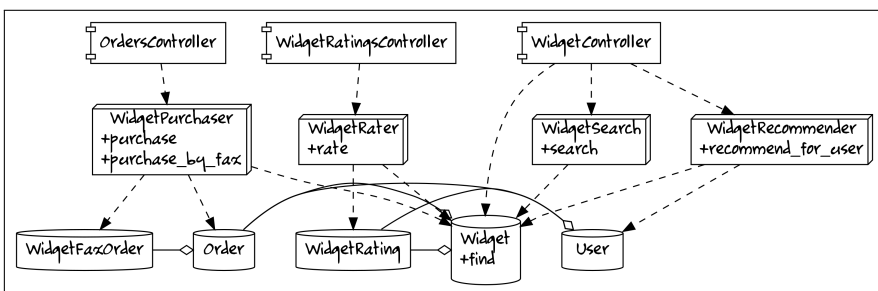 OrdersController
WidgetRatingsController
WidgetController
WidgetPurchaser
+purchase
+purchase_by_fax
WidgetRater
+rate
WidgetSearch
+search
WidgetRecommender
+recommend_for_user
WidgetFaxOrder
Order
WidgetRating
Widget
+find
User